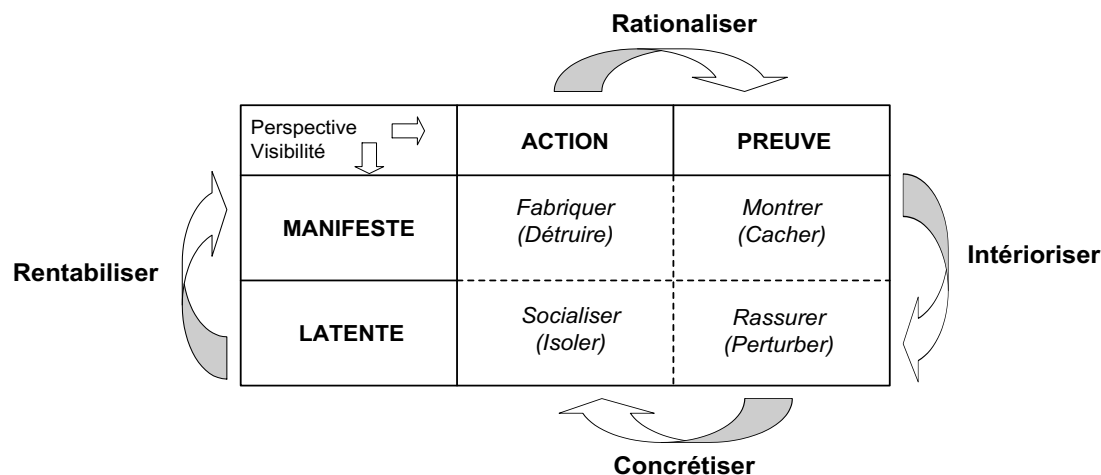 Rationaliser
Perspective
Visibilité
ACTION
PREUVE
MANIFESTE
Fabriquer
(Détruire)
Montrer
(Cacher)
Rentabiliser
Intérioriser
LATENTE
Socialiser
(Isoler)
Rassurer
(Perturber)
Concrétiser